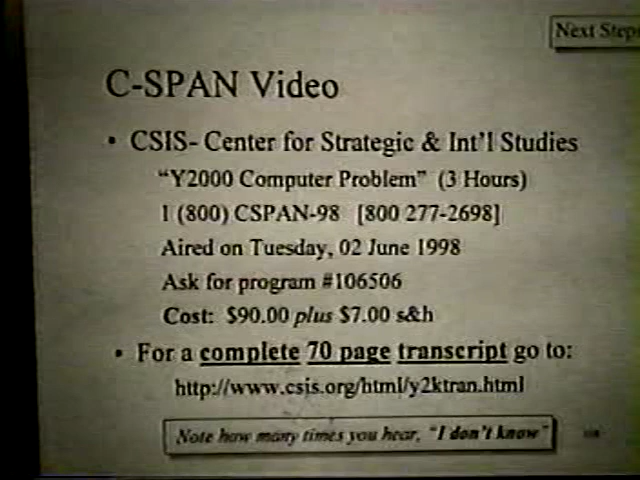 Next Steps
C-SPAN Video
• CSIS- Center for Strategic & Int'l Studies
"Y2000 Computer Problem" (3 Hours)
1 (800) CSPAN-98 [800 277-2698]
Aired on Tuesday, 02 June 1998
Ask for program #106506
Cost: $90.00 plus $7.00 s&h
• For a complete 70 page transcript go to:
http://www.csis.org/html/y2ktran.html
Note how many times you hear, "I don't know"